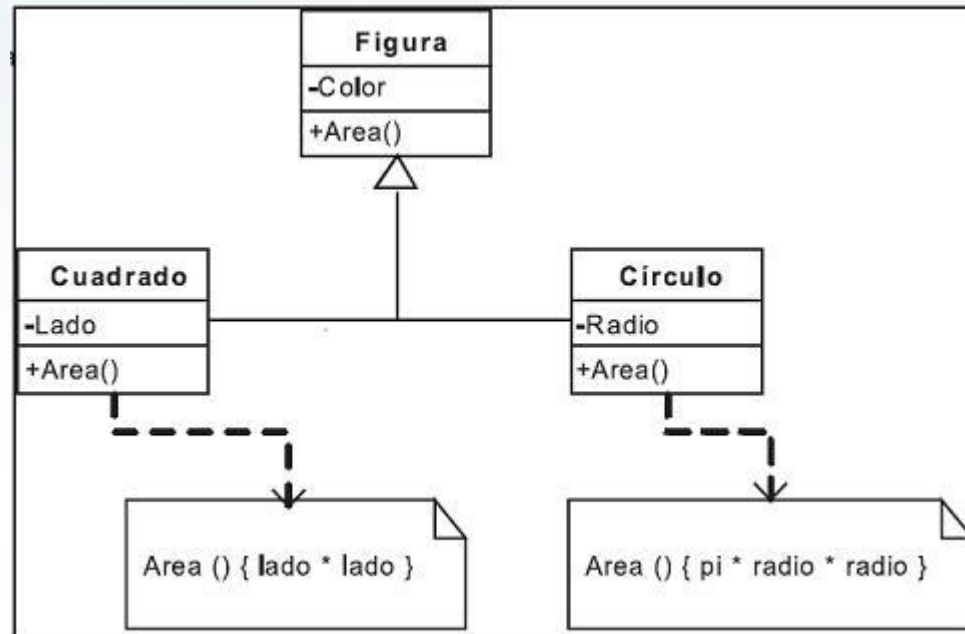 Figura
-Color
+Area()
Cuadrado
-Lado
+Area()
Círculo
-Radio
+Area()
Area () { lado * lado }
Area () { pi * radio * radio }